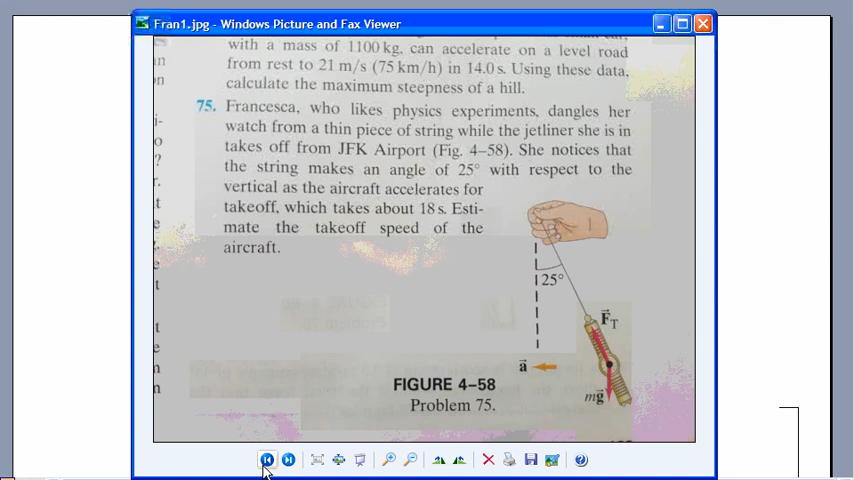 Fran1.jpg - Windows Picture and Fax Viewer
with a mass of 1100 kg, can accelerate on a level road
from rest to 21 m/s (75 km/h) in 14.0 s. Using these data,
calculate the maximum steepness of a hill.
75. Francesca, who likes physics experiments, dangles her
watch from a thin piece of string while the jetliner she is in
takes off from JFK Airport (Fig. 4–58). She notices that
the string makes an angle of 25° with respect to the
vertical as the aircraft accelerates for
takeoff, which takes about 18 s. Esti-
mate the takeoff speed of the
aircraft.
25°
F⃗T
a⃗
mg⃗
FIGURE 4–58
Problem 75.